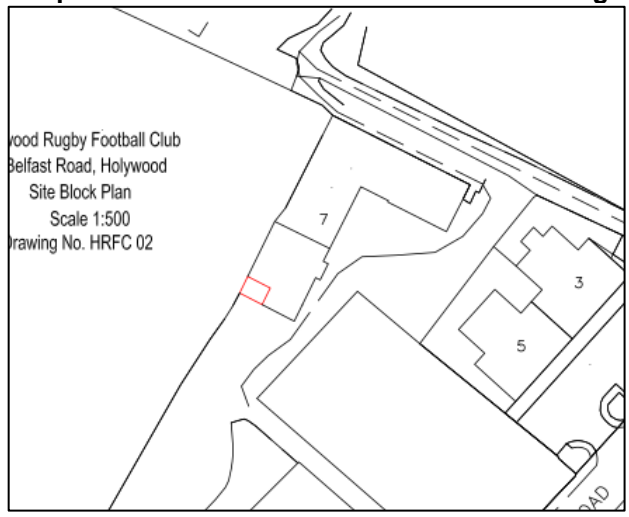 wood Rugby Football Club
Belfast Road, Holywood
Site Block Plan
Scale 1:500
Drawing No. HRFC 02
7
3
5
OAD